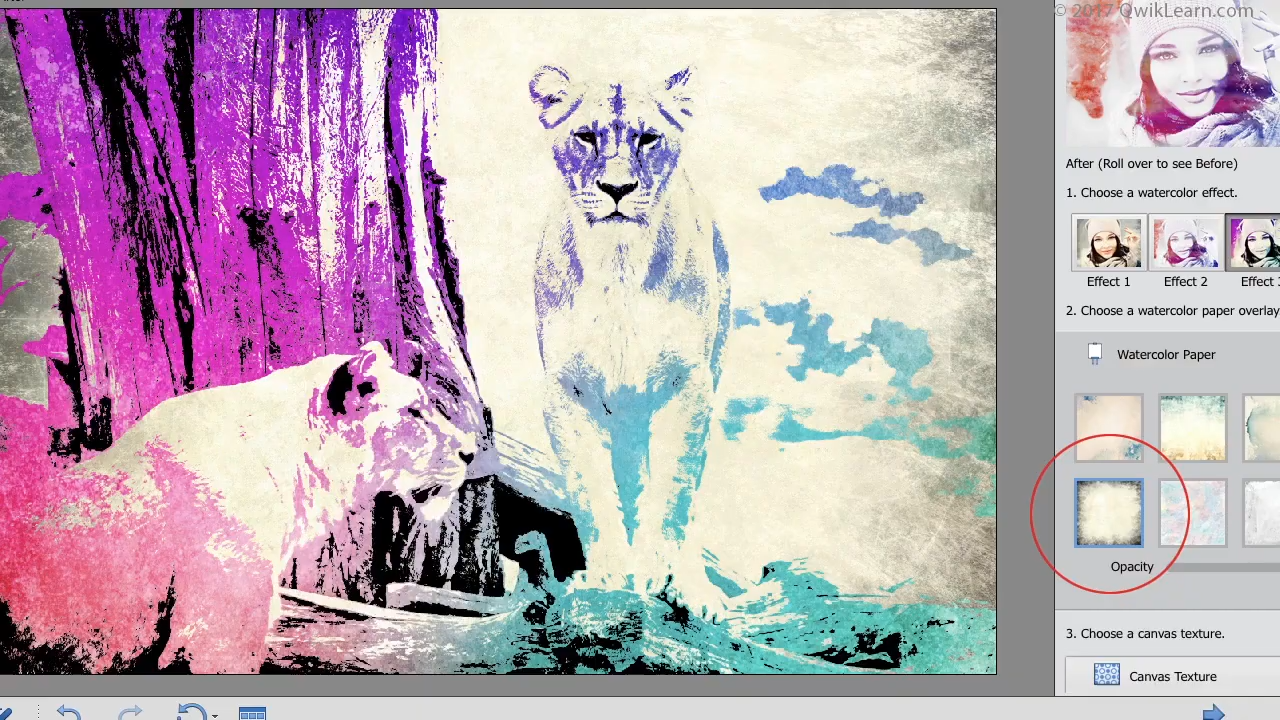 © 2017 QwikLearn.com
After (Roll over to see Before)
1. Choose a watercolor effect.
Effect 1 Effect 2 Effect
2. Choose a watercolor paper overlay
Watercolor Paper
Opacity
3. Choose a canvas texture.
Canvas Texture